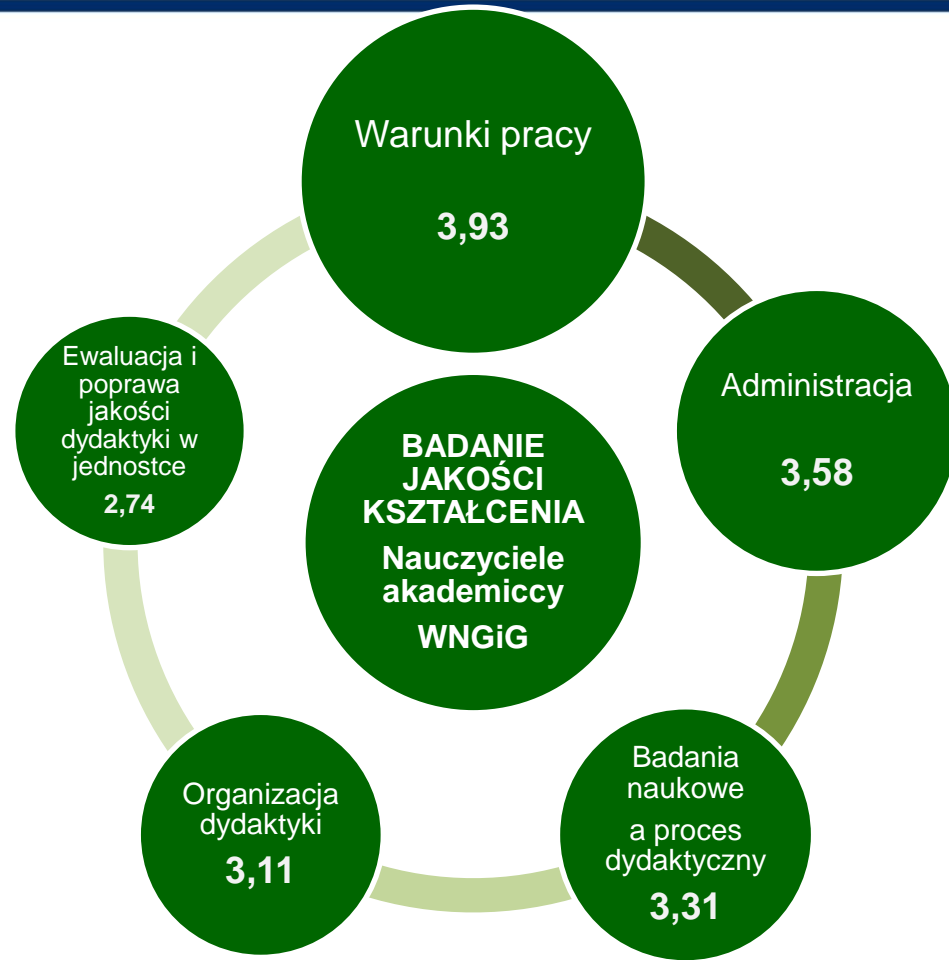 Warunki pracy
3,93
Administracja
3,58
Badania
naukowe
a proces
dydaktyczny
3,31
Organizacja
dydaktyki
3,11
Ewaluacja i
poprawa
jakości
dydaktyki w
jednostce
2,74
BADANIE
JAKOŚCI
KSZTAŁCENIA
Nauczyciele
akademiccy
WNGiG